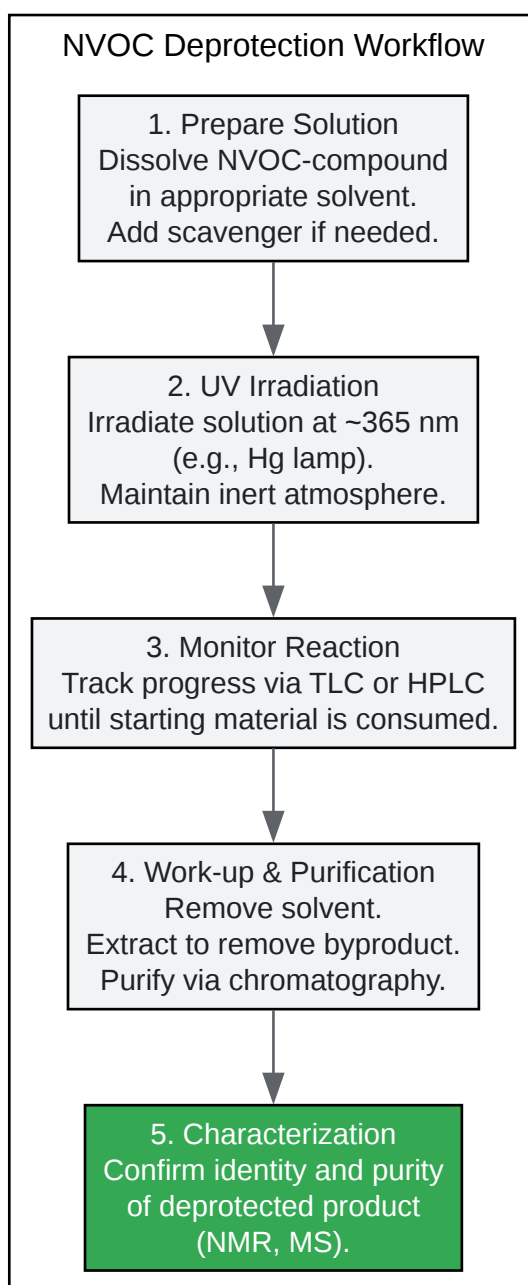 NVOC Deprotection Workflow
1. Prepare Solution
Dissolve NVOC-compound
in appropriate solvent.
Add scavenger if needed.
2. UV Irradiation
Irradiate solution at ~365 nm
(e.g., Hg lamp).
Maintain inert atmosphere.
3. Monitor Reaction
Track progress via TLC or HPLC
until starting material is consumed.
4. Work-up & Purification
Remove solvent.
Extract to remove byproduct.
Purify via chromatography.
5. Characterization
Confirm identity and purity
of deprotected product
(NMR, MS).